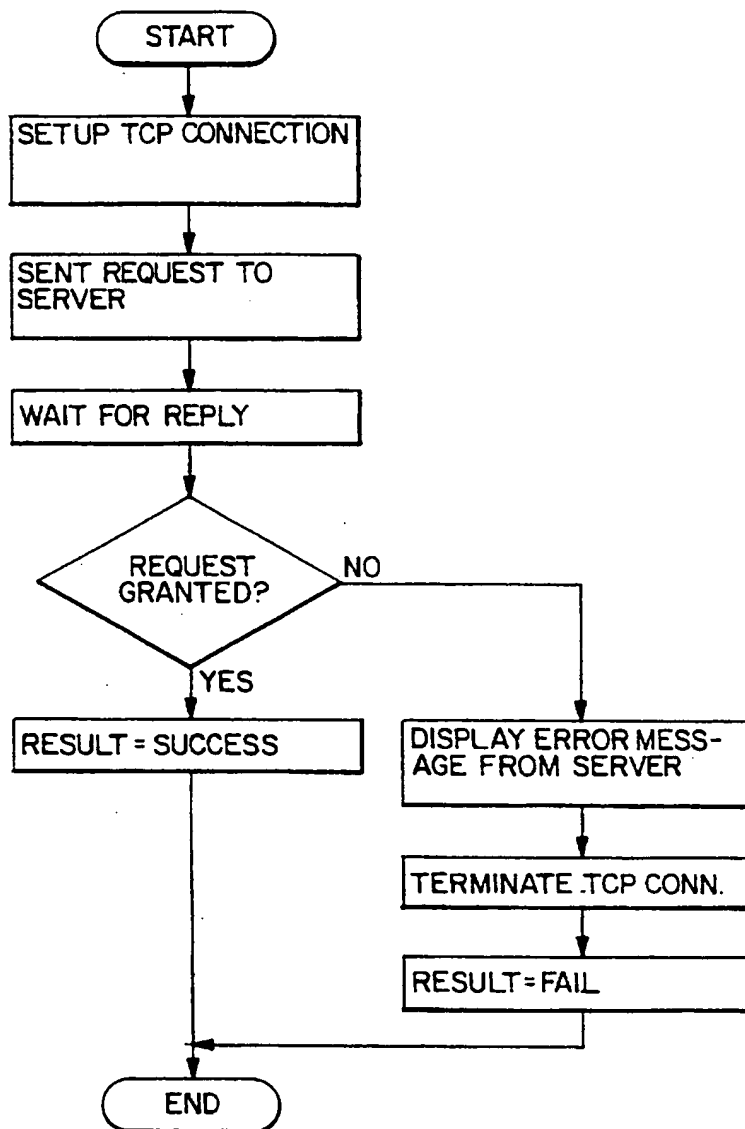 START
SETUP TCP CONNECTION
SENT REQUEST TO
SERVER
WAIT FOR REPLY
REQUEST
GRANTED?
NO
YES
RESULT = SUCCESS
DISPLAY ERROR MESS-
AGE FROM SERVER
TERMINATE TCP CONN.
RESULT = FAIL
END